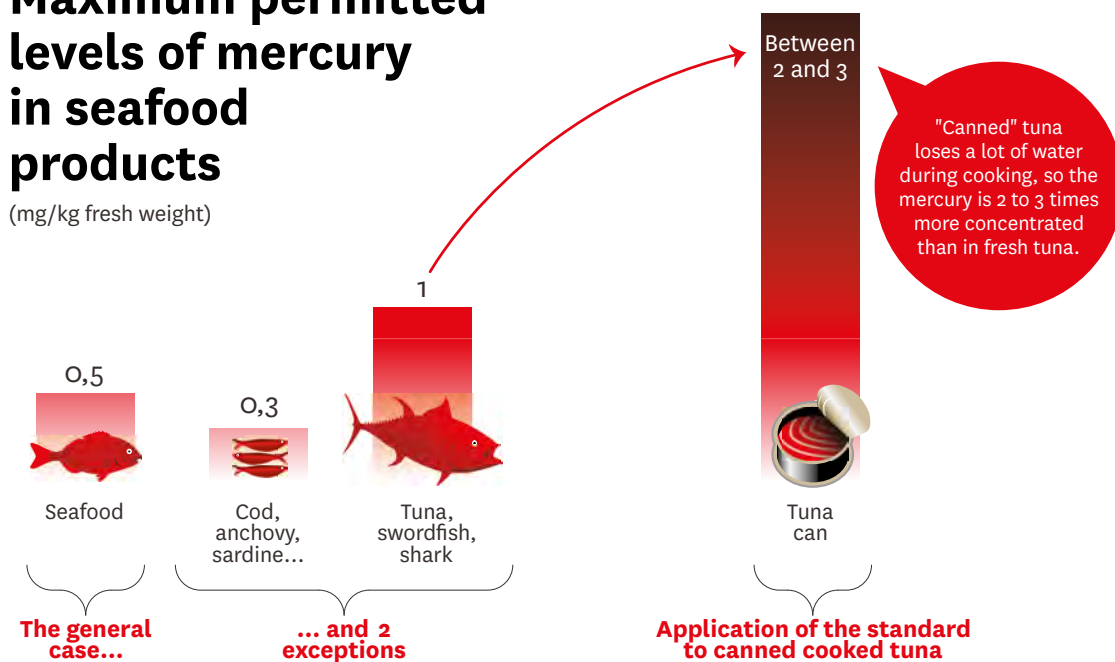 Maximum permitted
levels of mercury
in seafood
products
(mg/kg fresh weight)
Between
2 and 3
"Canned" tuna
loses a lot of water
during cooking, so the
mercury is 2 to 3 times
more concentrated
than in fresh tuna.
1
0,5
0,3
Seafood
Cod,
anchovy,
sardine...
Tuna,
swordfish,
shark
Tuna
can
The general
case...
... and 2
exceptions
Application of the standard
to canned cooked tuna